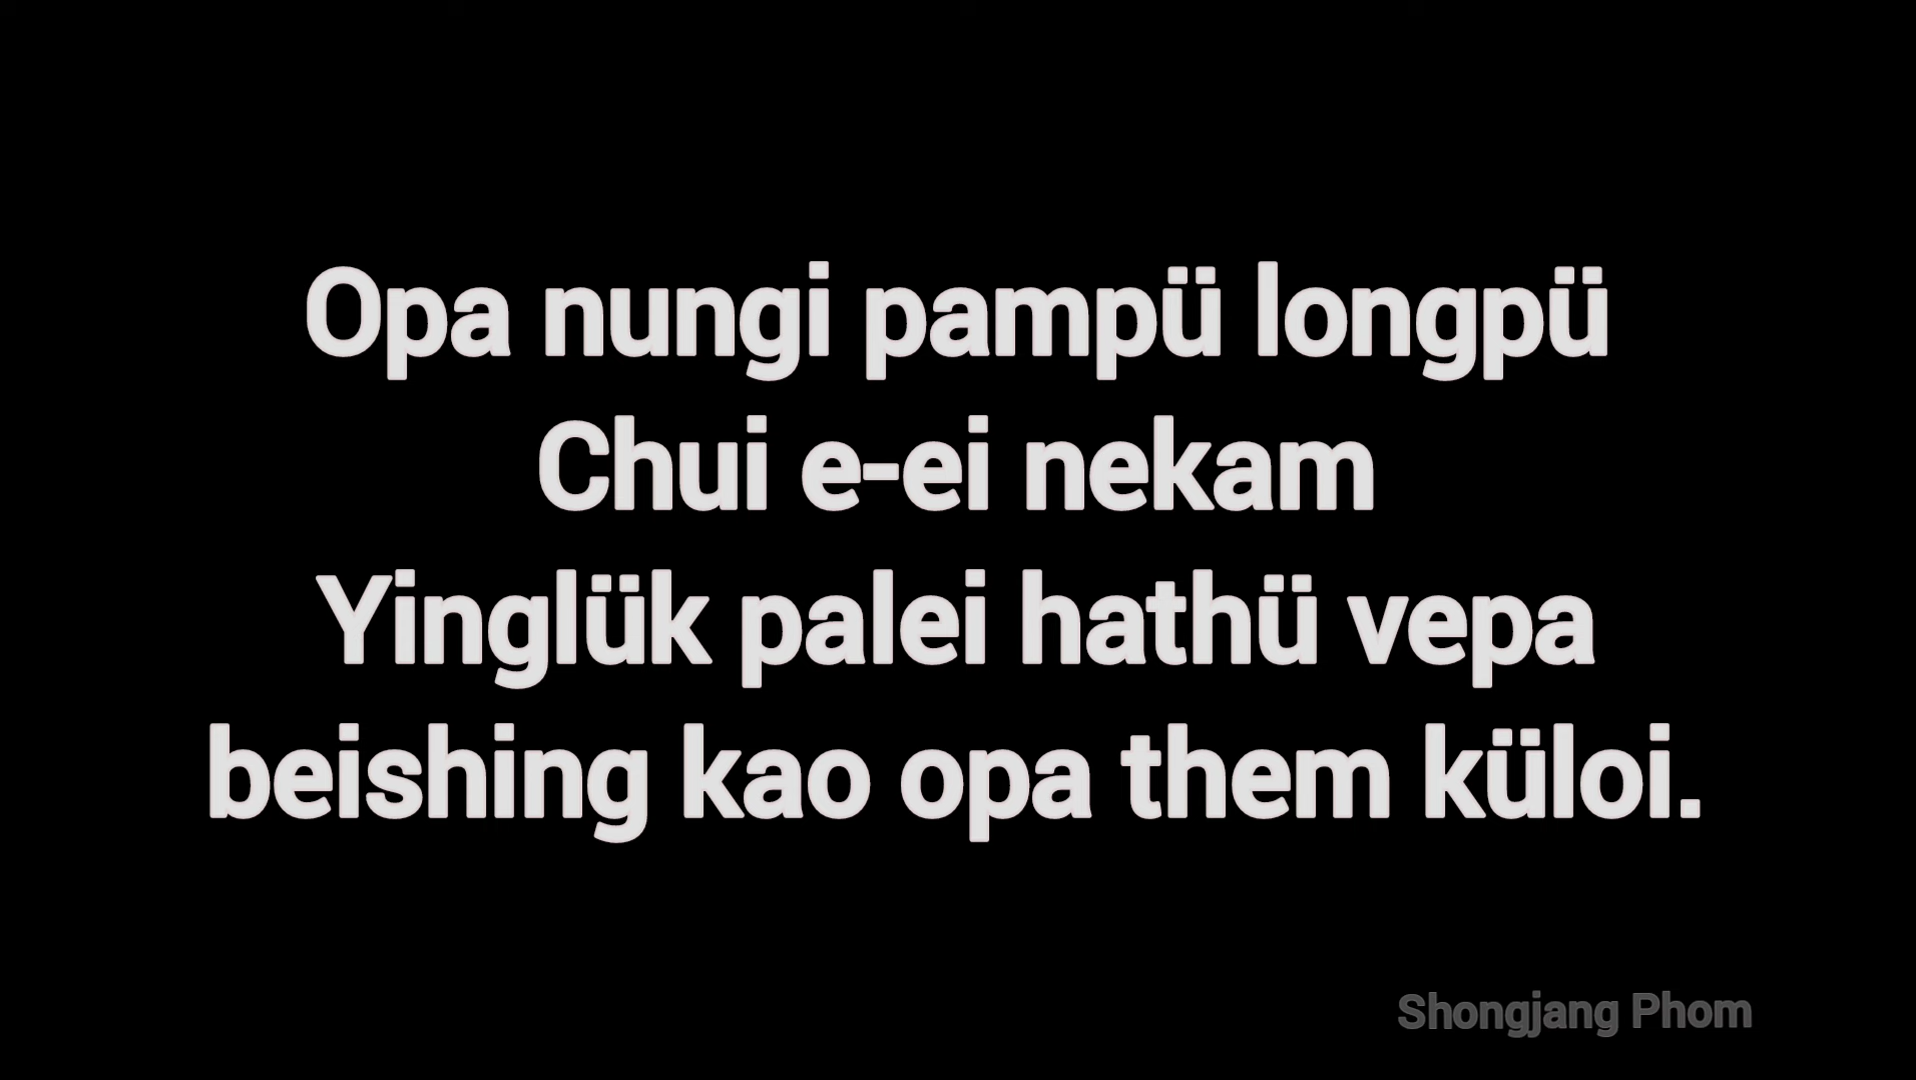 Opa nungi pampü longpü
Chui e-ei nekam
Yinglük palei hathü vepa
beishing kao opa them küloi.
Shongjang Phom